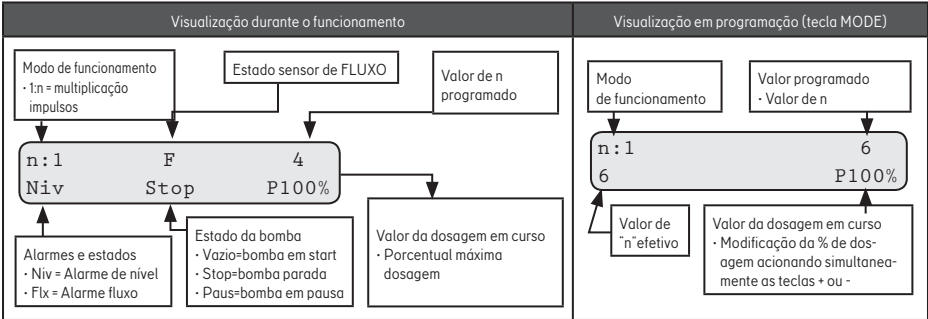 Visualização durante o funcionamento
Visualização em programação (tecla MODE)
Modo de funcionamento
• 1:n = multiplicação
impulsos
Estado sensor de FLUXO
Valor de n
programado
n:1 F 4
Niv Stop P100%
Alarmes e estados
• Niv = Alarme de nível
• Flx = Alarme fluxo
Estado da bomba
• Vazio=bomba em start
• Stop=bomba parada
• Paus=bomba em pausa
Valor da dosagem em curso
• Porcentual máxima
dosagem
Modo
de funcionamento
Valor programado
• Valor de n
n:1 6
6 P100%
Valor de
"n"efetivo
Valor da dosagem em curso
• Modificação da % de dos-
agem acionando simultanea-
mente as teclas + ou -